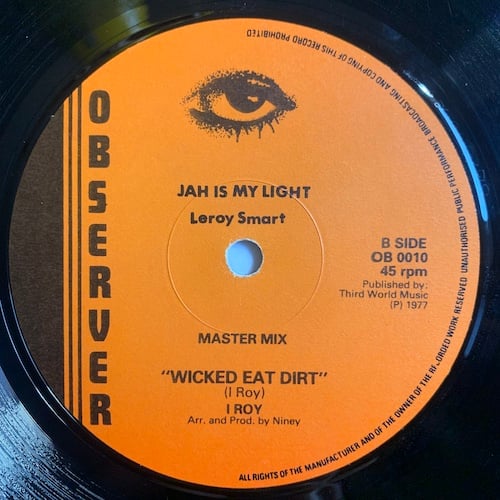 OBSERVER
JAH IS MY LIGHT
Leroy Smart
B SIDE
OB 0010
45 rpm
Published by:
Third World Music
(P) 1977
MASTER MIX
"WICKED EAT DIRT"
(I Roy)
I ROY
Arr. and Prod. by Niney
ALL RIGHTS OF THE MANUFACTURER AND OF THE OWNER OF THE RECORDED WORK RESERVED UNAUTHORISED PUBLIC PERFORMANCE BROADCASTING AND COPYING OF THIS RECORD PROHIBITED